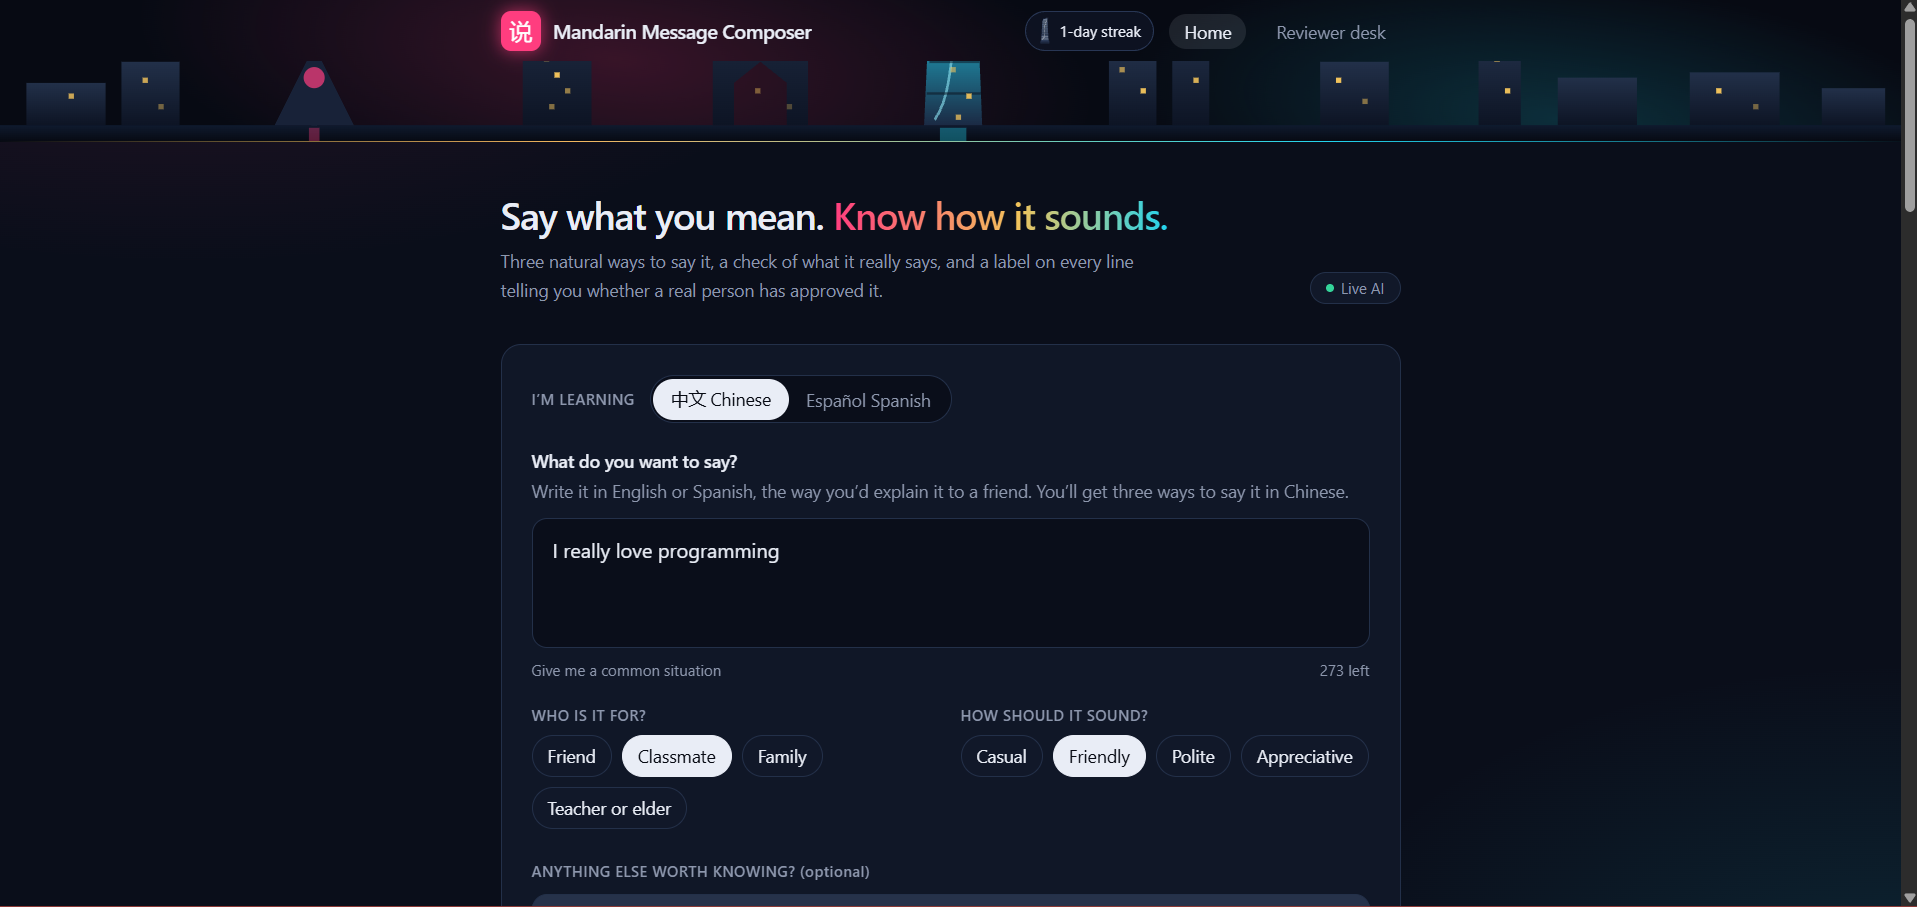 说 Mandarin Message Composer
1-day streak
Home
Reviewer desk
Say what you mean. Know how it sounds.
Three natural ways to say it, a check of what it really says, and a label on every line
telling you whether a real person has approved it.
Live AI
I’M LEARNING
中文 Chinese
Español Spanish
What do you want to say?
Write it in English or Spanish, the way you’d explain it to a friend. You’ll get three ways to say it in Chinese.
I really love programming
Give me a common situation
273 left
WHO IS IT FOR?
Friend
Classmate
Family
Teacher or elder
HOW SHOULD IT SOUND?
Casual
Friendly
Polite
Appreciative
ANYTHING ELSE WORTH KNOWING? (optional)